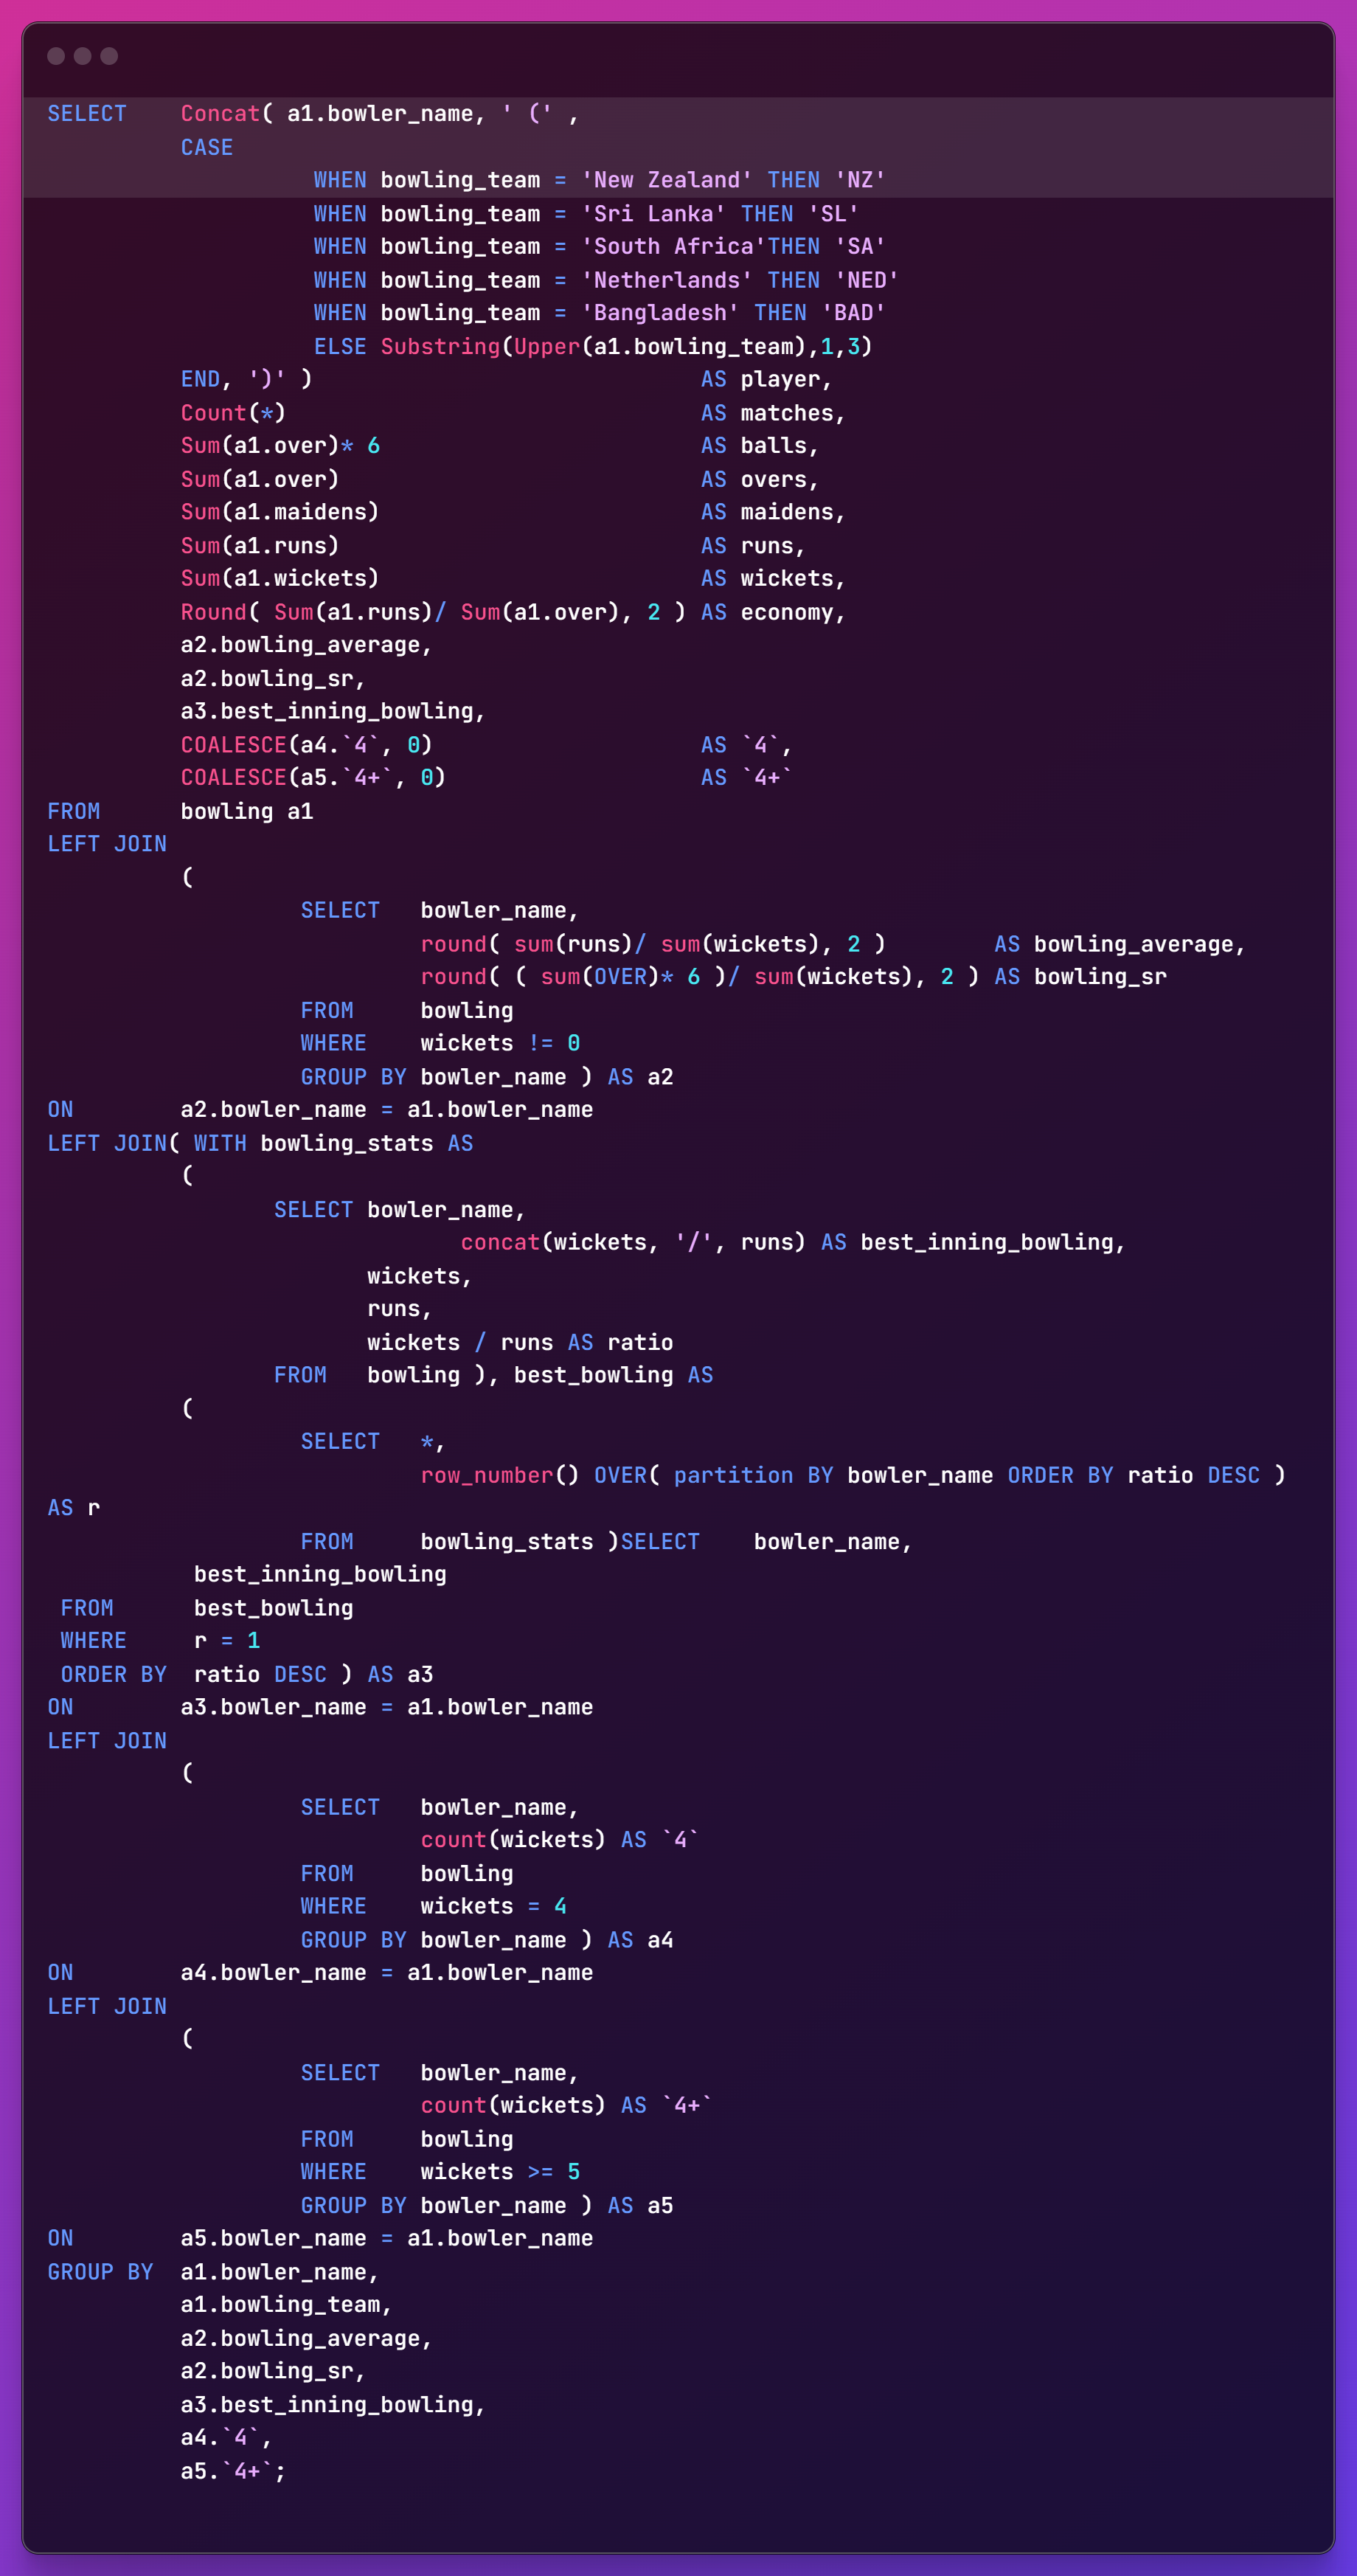 SELECT    Concat( a1.bowler_name, ' (' ,
          CASE
                    WHEN bowling_team = 'New Zealand' THEN 'NZ'
                    WHEN bowling_team = 'Sri Lanka' THEN 'SL'
                    WHEN bowling_team = 'South Africa'THEN 'SA'
                    WHEN bowling_team = 'Netherlands' THEN 'NED'
                    WHEN bowling_team = 'Bangladesh' THEN 'BAD'
                    ELSE Substring(Upper(a1.bowling_team),1,3)
          END, ')' )                             AS player,
          Count(*)                               AS matches,
          Sum(a1.over)* 6                        AS balls,
          Sum(a1.over)                           AS overs,
          Sum(a1.maidens)                        AS maidens,
          Sum(a1.runs)                           AS runs,
          Sum(a1.wickets)                        AS wickets,
          Round( Sum(a1.runs)/ Sum(a1.over), 2 ) AS economy,
          a2.bowling_average,
          a2.bowling_sr,
          a3.best_inning_bowling,
          COALESCE(a4.`4`, 0)                    AS `4`,
          COALESCE(a5.`4+`, 0)                   AS `4+`
FROM      bowling a1
LEFT JOIN
          (
                   SELECT   bowler_name,
                            round( sum(runs)/ sum(wickets), 2 )        AS bowling_average,
                            round( ( sum(OVER)* 6 )/ sum(wickets), 2 ) AS bowling_sr
                   FROM     bowling
                   WHERE    wickets != 0
                   GROUP BY bowler_name ) AS a2
ON        a2.bowler_name = a1.bowler_name
LEFT JOIN( WITH bowling_stats AS
          (
                 SELECT bowler_name,
                               concat(wickets, '/', runs) AS best_inning_bowling,
                        wickets,
                        runs,
                        wickets / runs AS ratio
                 FROM   bowling ), best_bowling AS
          (
                   SELECT   *,
                            row_number() OVER( partition BY bowler_name ORDER BY ratio DESC )
AS r
                   FROM     bowling_stats )SELECT    bowler_name,
           best_inning_bowling
 FROM      best_bowling
 WHERE     r = 1
 ORDER BY  ratio DESC ) AS a3
ON        a3.bowler_name = a1.bowler_name
LEFT JOIN
          (
                   SELECT   bowler_name,
                            count(wickets) AS `4`
                   FROM     bowling
                   WHERE    wickets = 4
                   GROUP BY bowler_name ) AS a4
ON        a4.bowler_name = a1.bowler_name
LEFT JOIN
          (
                   SELECT   bowler_name,
                            count(wickets) AS `4+`
                   FROM     bowling
                   WHERE    wickets >= 5
                   GROUP BY bowler_name ) AS a5
ON        a5.bowler_name = a1.bowler_name
GROUP BY  a1.bowler_name,
          a1.bowling_team,
          a2.bowling_average,
          a2.bowling_sr,
          a3.best_inning_bowling,
          a4.`4`,
          a5.`4+`;